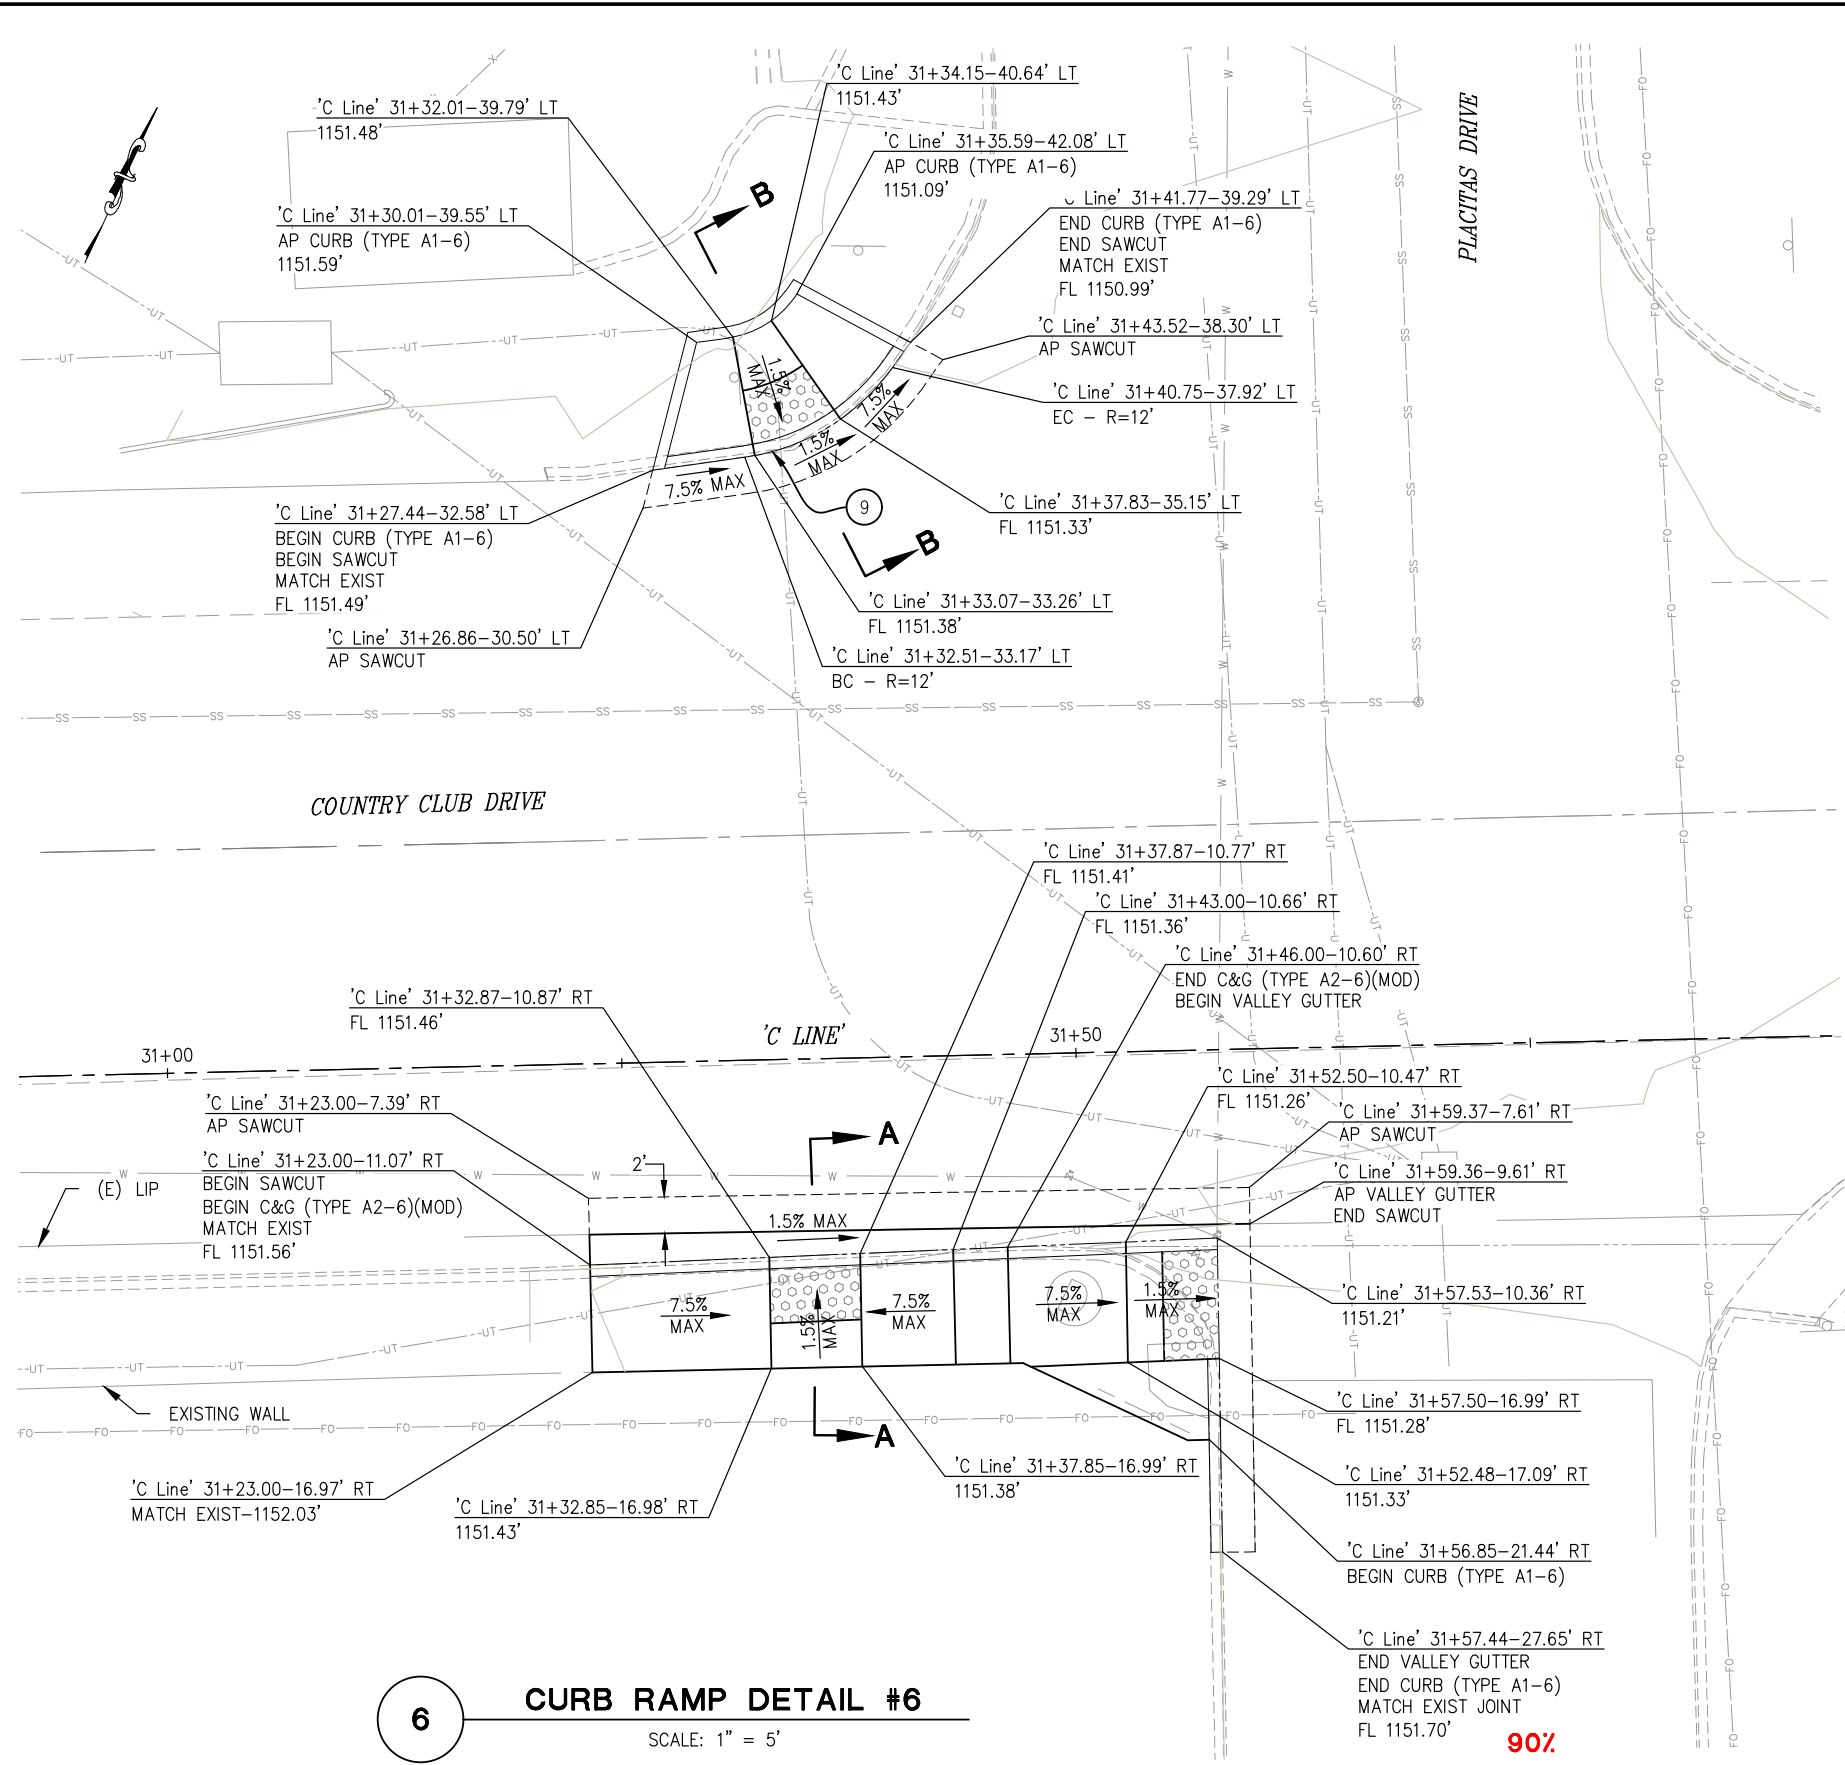 'C Line' 31+34.15-40.64' LT
1151.43'
'C Line' 31+32.01-39.79' LT
1151.48'
'C Line' 31+35.59-42.08' LT
AP CURB (TYPE A1-6)
1151.09'
'C Line' 31+30.01-39.55' LT
AP CURB (TYPE A1-6)
1151.59'
B
Line' 31+41.77-39.29' LT
END CURB (TYPE A1-6)
END SAWCUT
MATCH EXIST
FL 1150.99'
PLACITAS DRIVE
'C Line' 31+43.52-38.30' LT
AP SAWCUT
'C Line' 31+40.75-37.92' LT
EC - R=12'
1.5%
MAX
7.5%
MAX
1.5%
MAX
7.5% MAX
9
'C Line' 31+37.83-35.15' LT
FL 1151.33'
B
'C Line' 31+27.44-32.58' LT
BEGIN CURB (TYPE A1-6)
BEGIN SAWCUT
MATCH EXIST
FL 1151.49'
'C Line' 31+33.07-33.26' LT
FL 1151.38'
'C Line' 31+26.86-30.50' LT
AP SAWCUT
'C Line' 31+32.51-33.17' LT
BC - R=12'
COUNTRY CLUB DRIVE
'C Line' 31+37.87-10.77' RT
FL 1151.41'
'C Line' 31+43.00-10.66' RT
FL 1151.36'
'C Line' 31+46.00-10.60' RT
END C&G (TYPE A2-6)(MOD)
BEGIN VALLEY GUTTER
'C Line' 31+32.87-10.87' RT
FL 1151.46'
'C LINE'
31+00
31+50
'C Line' 31+52.50-10.47' RT
FL 1151.26'
'C Line' 31+23.00-7.39' RT
AP SAWCUT
'C Line' 31+59.37-7.61' RT
AP SAWCUT
A
'C Line' 31+23.00-11.07' RT
BEGIN SAWCUT
BEGIN C&G (TYPE A2-6)(MOD)
MATCH EXIST
FL 1151.56'
2'
(E) LIP
'C Line' 31+59.36-9.61' RT
AP VALLEY GUTTER
END SAWCUT
1.5% MAX
7.5%
MAX
1.5%
MAX
7.5%
MAX
7.5%
MAX
1.5%
MAX
'C Line' 31+57.53-10.36' RT
1151.21'
EXISTING WALL
A
'C Line' 31+57.50-16.99' RT
FL 1151.28'
'C Line' 31+37.85-16.99' RT
1151.38'
'C Line' 31+52.48-17.09' RT
1151.33'
'C Line' 31+23.00-16.97' RT
MATCH EXIST-1152.03'
'C Line' 31+32.85-16.98' RT
1151.43'
'C Line' 31+56.85-21.44' RT
BEGIN CURB (TYPE A1-6)
'C Line' 31+57.44-27.65' RT
END VALLEY GUTTER
END CURB (TYPE A1-6)
MATCH EXIST JOINT
FL 1151.70'
6
CURB RAMP DETAIL #6
SCALE: 1" = 5'
90%